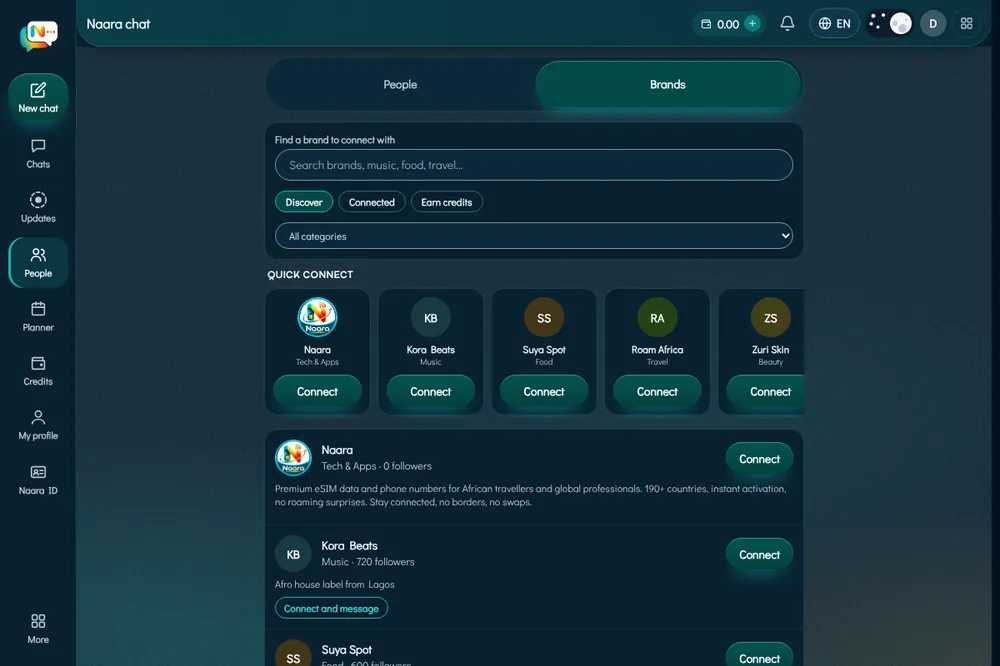 Naara chat
0.00
EN
D
New chat
Chats
Updates
People
Planner
Credits
My profile
Naara ID
More
People
Brands
Find a brand to connect with
Search brands, music, food, travel...
Discover
Connected
Earn credits
All categories
QUICK CONNECT
Naara
Naara
Tech & Apps
Connect
KB
Kora Beats
Music
Connect
SS
Suya Spot
Food
Connect
RA
Roam Africa
Travel
Connect
ZS
Zuri Skin
Beauty
Connect
Naara
Naara
Tech & Apps · 0 followers
Connect
Premium eSIM data and phone numbers for African travellers and global professionals. 190+ countries, instant activation,
no roaming surprises. Stay connected, no borders, no swaps.
KB
Kora Beats
Music · 720 followers
Connect
Afro house label from Lagos
Connect and message
SS
Suya Spot
Food · 600 followers
Connect